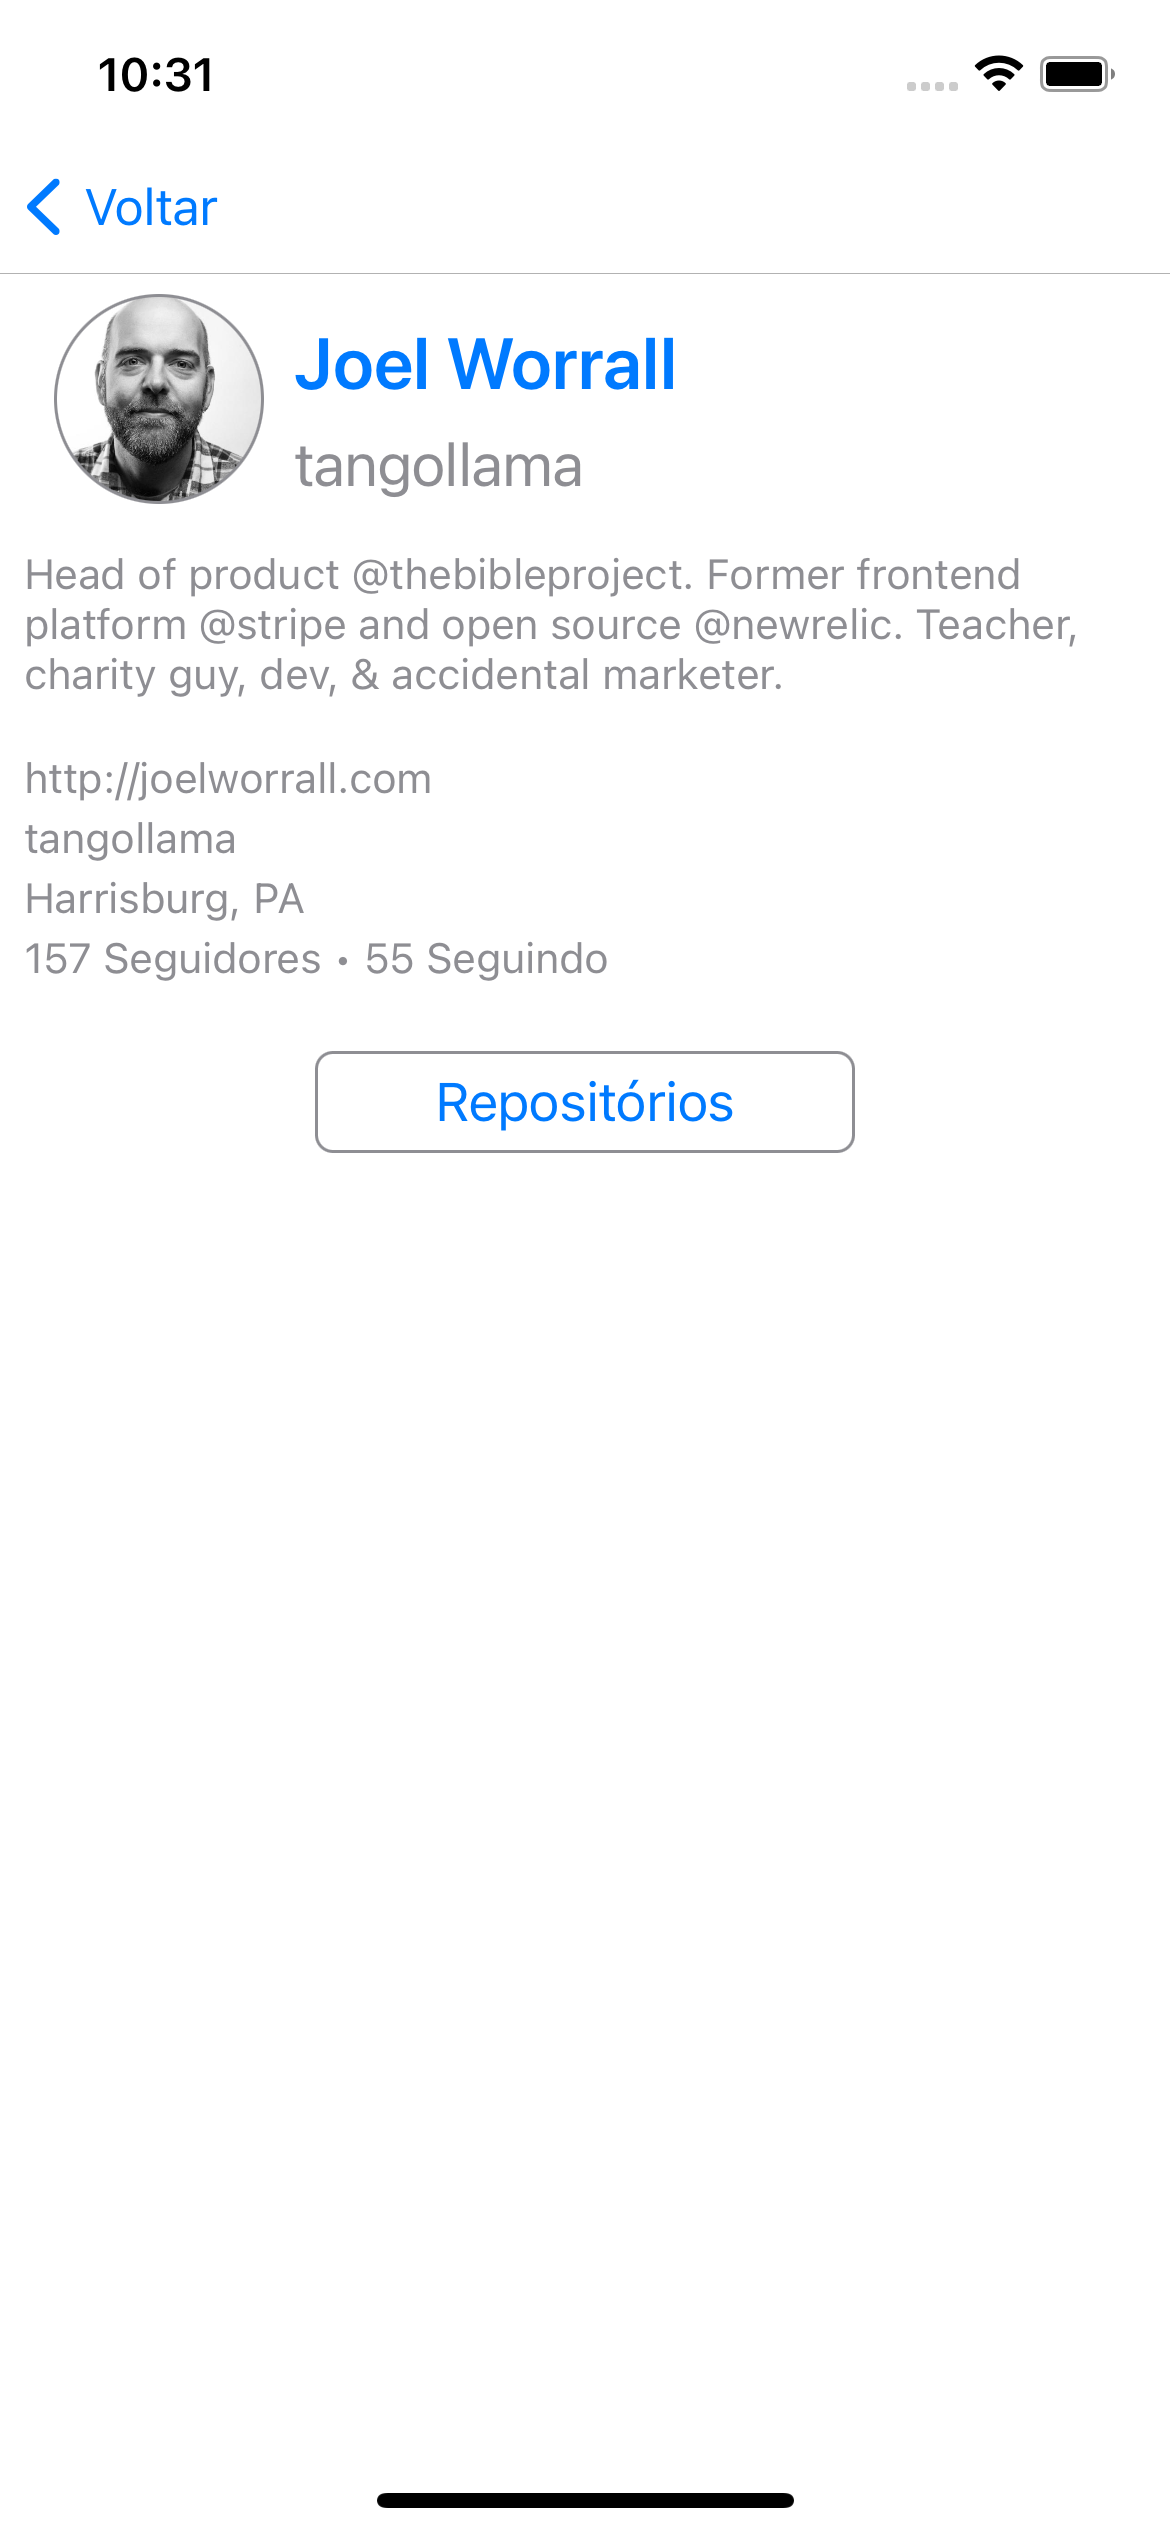 10:31
Voltar
Joel Worrall
tangollama
Head of product @thebibleproject. Former frontend
platform @stripe and open source @newrelic. Teacher,
charity guy, dev, & accidental marketer.
http://joelworrall.com
tangollama
Harrisburg, PA
157 Seguidores • 55 Seguindo
Repositórios